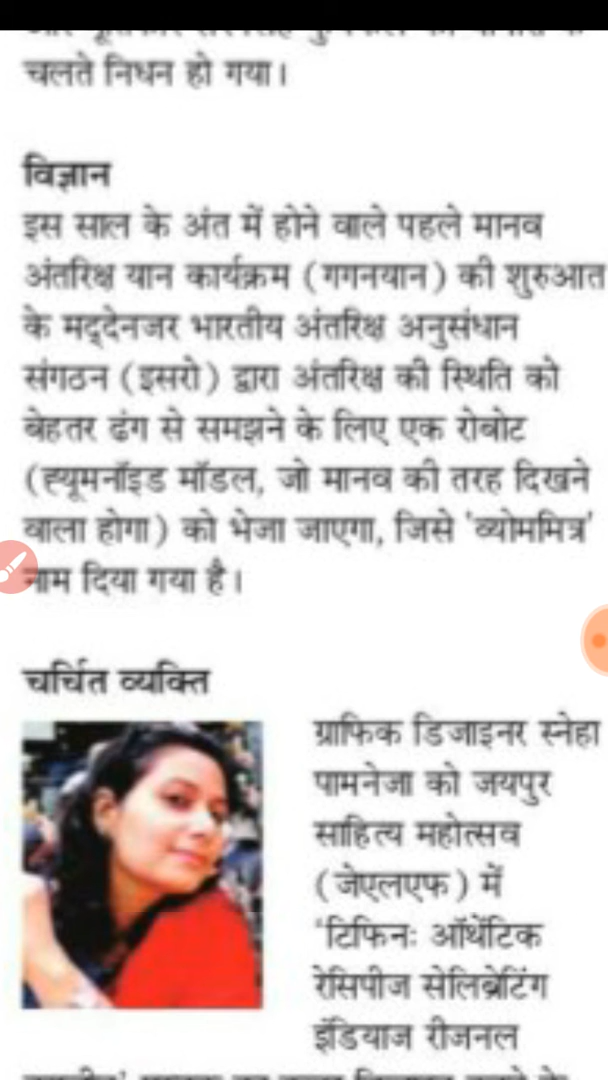 चलते निधन हो गया।
विज्ञान
इस साल के अंत में होने वाले पहले मानव
अंतरिक्ष यान कार्यक्रम (गगनयान) की शुरुआत
के मद्देनजर भारतीय अंतरिक्ष अनुसंधान
संगठन (इसरो) द्वारा अंतरिक्ष की स्थिति को
बेहतर ढंग से समझने के लिए एक रोबोट
(ह्यूमनॉइड मॉडल, जो मानव की तरह दिखने
वाला होगा) को भेजा जाएगा, जिसे 'व्योममित्र'
नाम दिया गया है।
चर्चित व्यक्ति
ग्राफिक डिजाइनर स्नेहा
पामनेजा को जयपुर
साहित्य महोत्सव
(जेएलएफ) में
'टिफिनः ऑथेंटिक
रेसिपीज सेलिब्रेटिंग
इंडियाज रीजनल